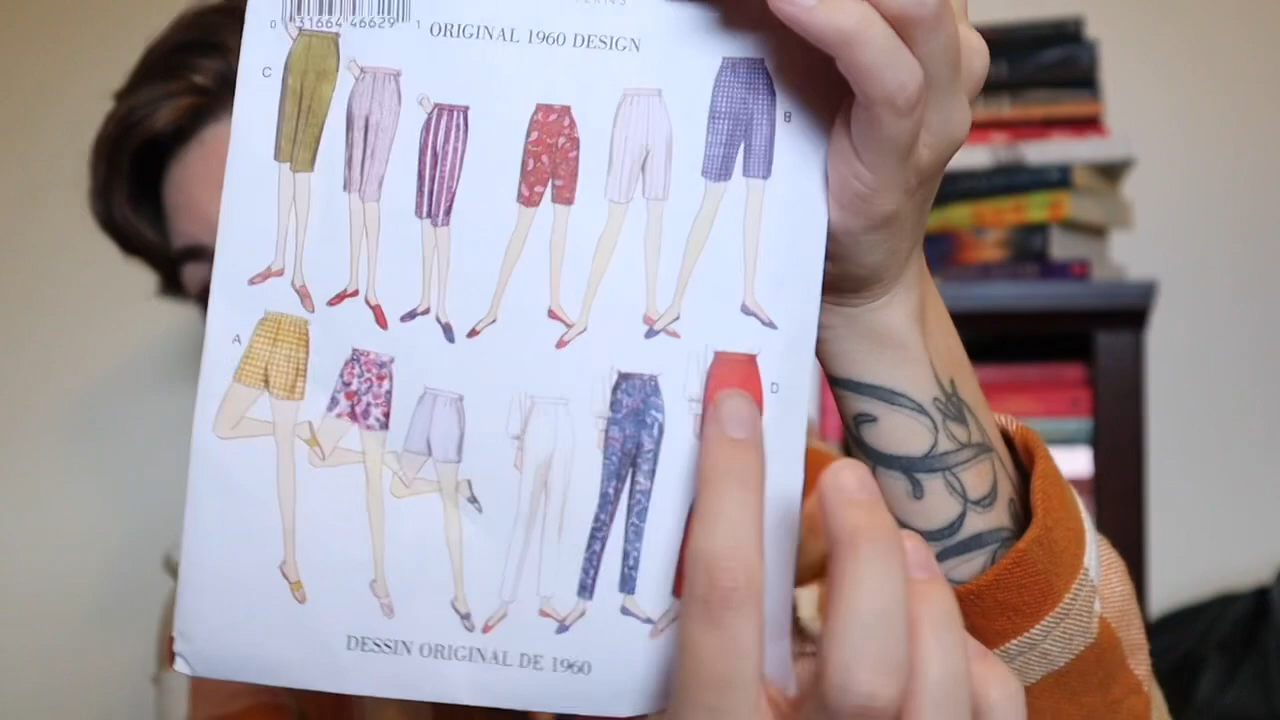 0 31664 46629 1
ORIGINAL 1960 DESIGN
C
B
A
D
DESSIN ORIGINAL DE 1960